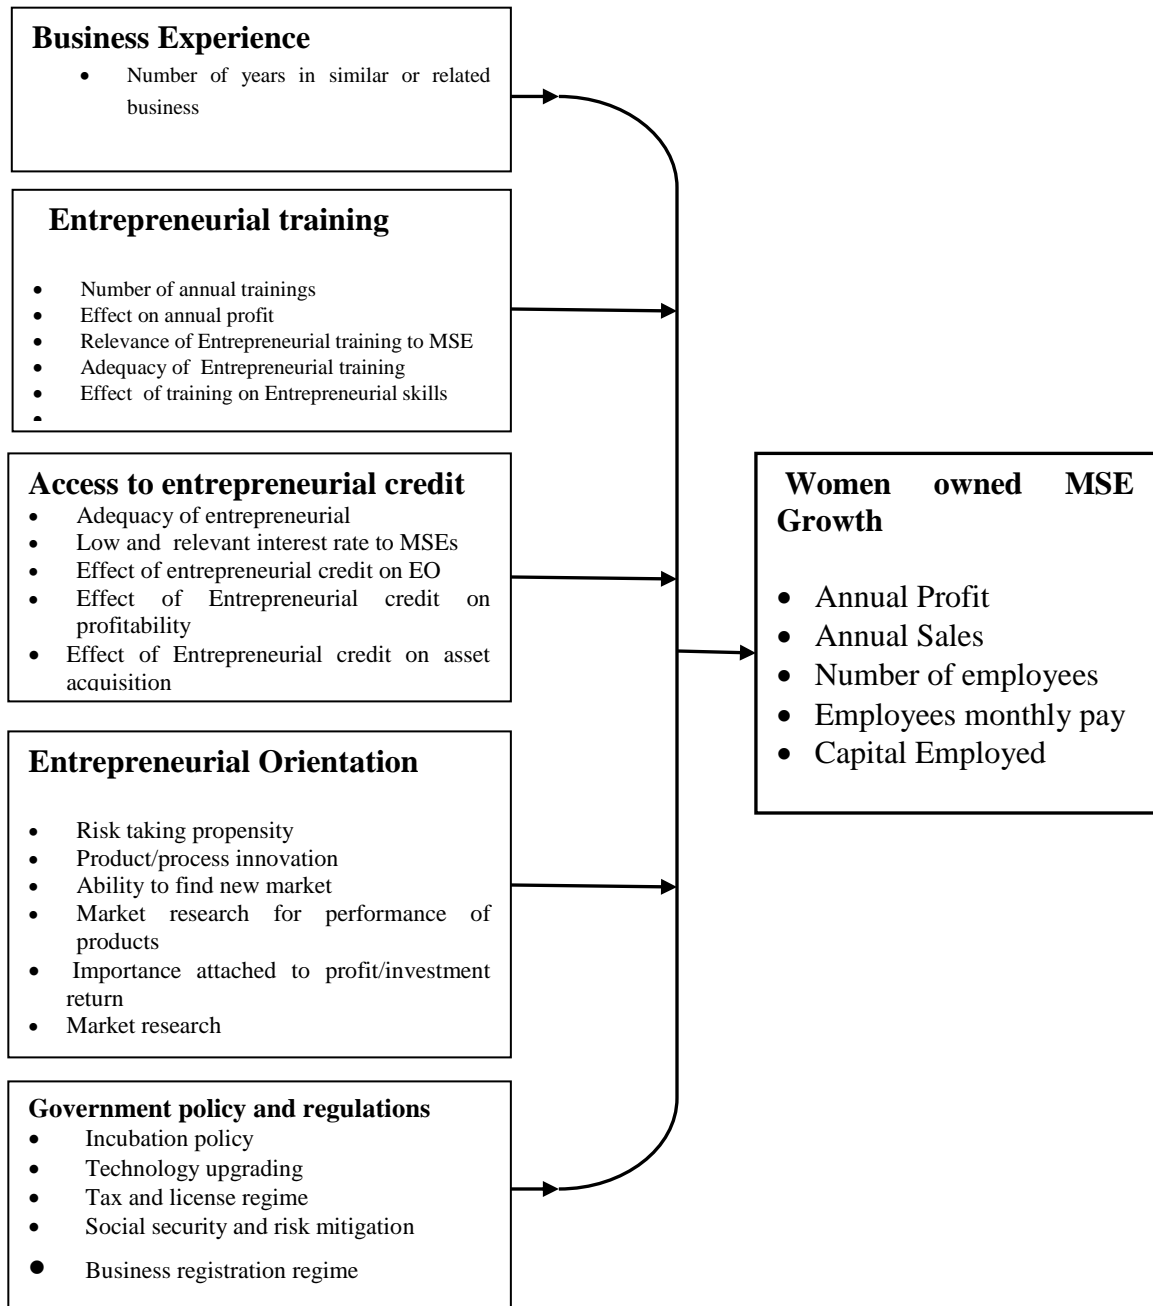 Business Experience
• Number of years in similar or related
business
Entrepreneurial training
• Number of annual trainings
• Effect on annual profit
• Relevance of Entrepreneurial training to MSE
• Adequacy of Entrepreneurial training
• Effect of training on Entrepreneurial skills
•
Access to entrepreneurial credit
• Adequacy of entrepreneurial
• Low and relevant interest rate to MSEs
• Effect of entrepreneurial credit on EO
• Effect of Entrepreneurial credit on
profitability
• Effect of Entrepreneurial credit on asset
acquisition
Entrepreneurial Orientation
• Risk taking propensity
• Product/process innovation
• Ability to find new market
• Market research for performance of
products
• Importance attached to profit/investment
return
• Market research
Government policy and regulations
• Incubation policy
• Technology upgrading
• Tax and license regime
• Social security and risk mitigation
• Business registration regime
Women owned MSE
Growth
• Annual Profit
• Annual Sales
• Number of employees
• Employees monthly pay
• Capital Employed